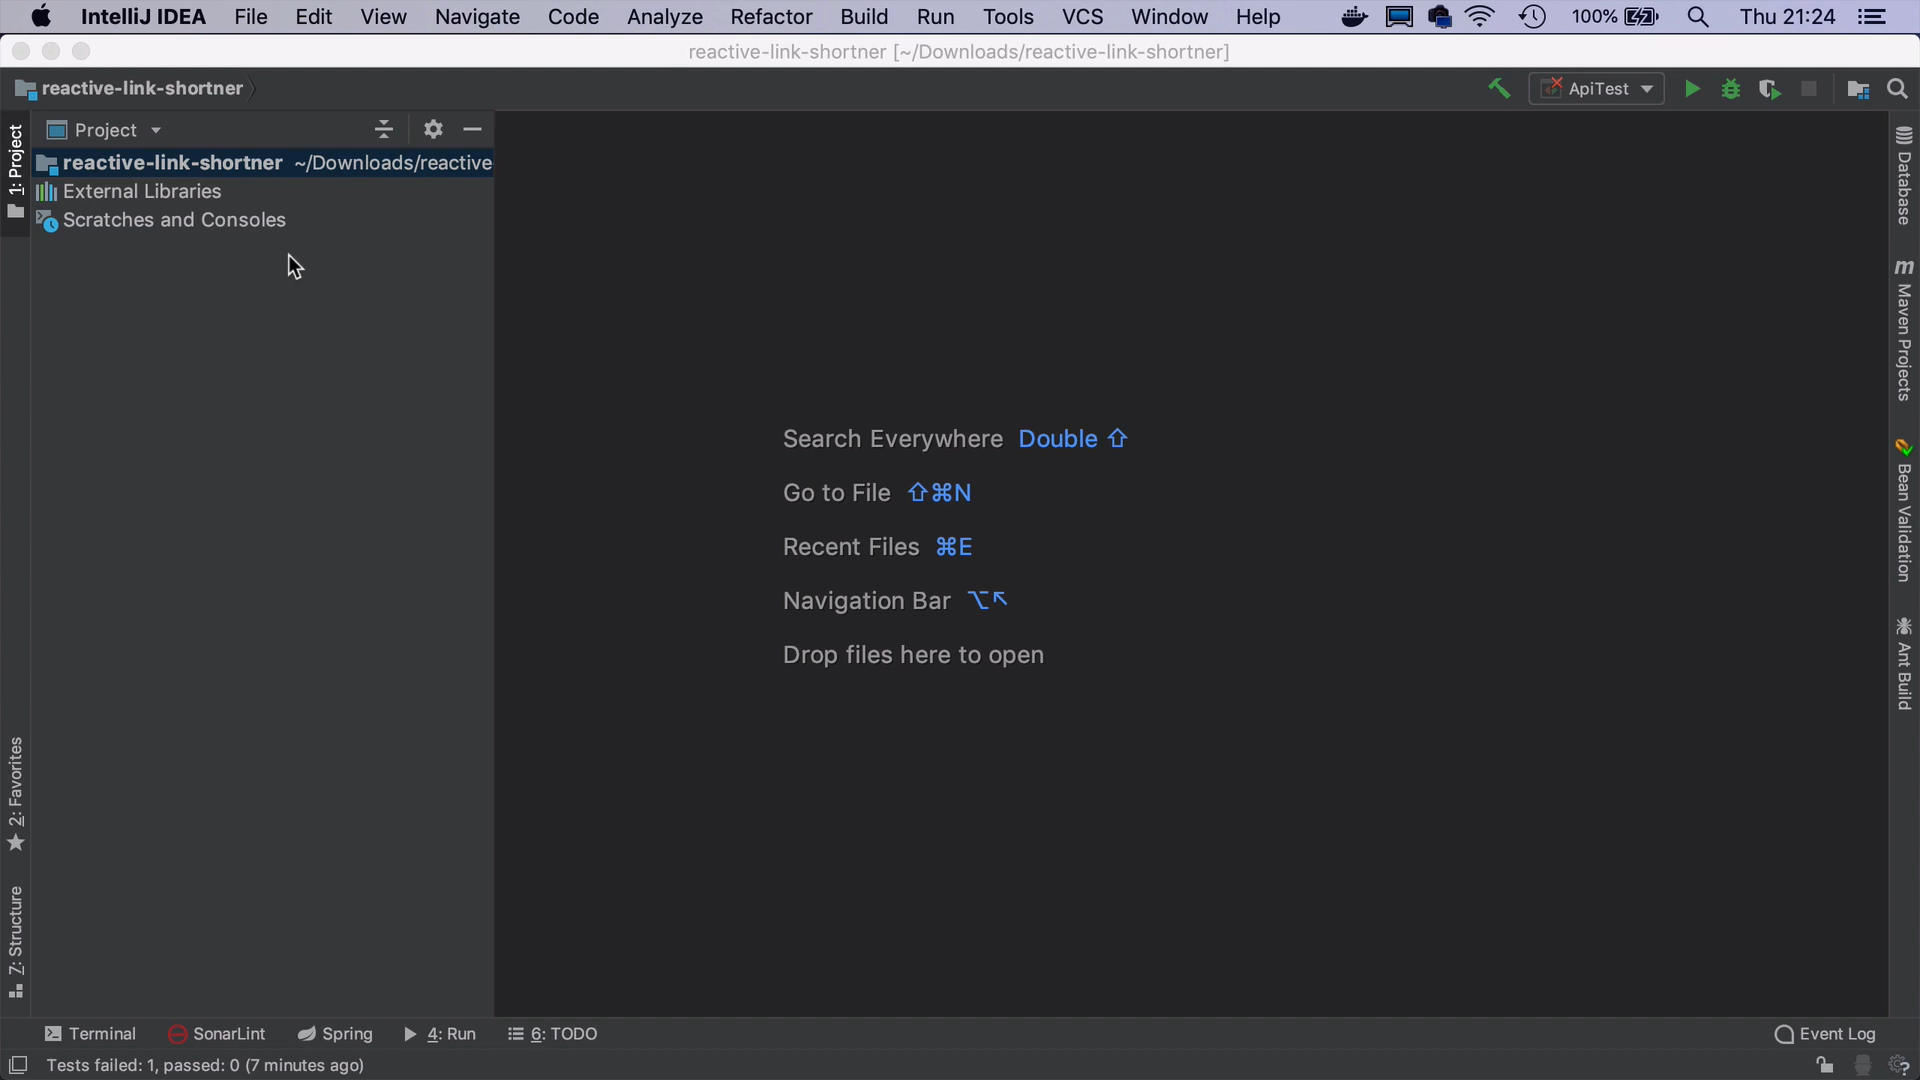 IntelliJ IDEA File Edit View Navigate Code Analyze Refactor Build Run Tools VCS Window Help 100% Thu 21:24
reactive-link-shortner [~/Downloads/reactive-link-shortner]
reactive-link-shortner ApiTest
1: Project
Project
reactive-link-shortner ~/Downloads/reactive-
External Libraries
Scratches and Consoles
Search Everywhere Double ⇧
Go to File ⇧⌘N
Recent Files ⌘E
Navigation Bar ⌥↖
Drop files here to open
Database
m Maven Projects
Bean Validation
Ant Build
2: Favorites
7: Structure
Terminal SonarLint Spring 4: Run 6: TODO Event Log
Tests failed: 1, passed: 0 (7 minutes ago)